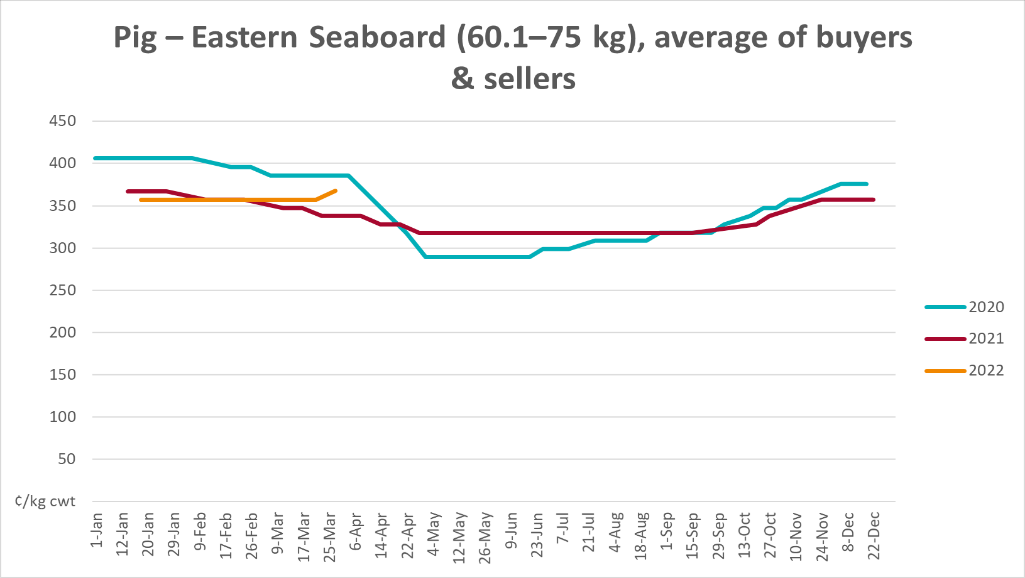 Pig – Eastern Seaboard (60.1–75 kg), average of buyers
& sellers
450
400
350
300
250
200
150
100
50
¢/kg cwt
1-Jan
12-Jan
20-Jan
29-Jan
9-Feb
17-Feb
26-Feb
9-Mar
17-Mar
25-Mar
6-Apr
14-Apr
22-Apr
4-May
12-May
26-May
9-Jun
23-Jun
7-Jul
21-Jul
4-Aug
18-Aug
1-Sep
15-Sep
29-Sep
13-Oct
27-Oct
10-Nov
24-Nov
8-Dec
22-Dec
2020
2021
2022